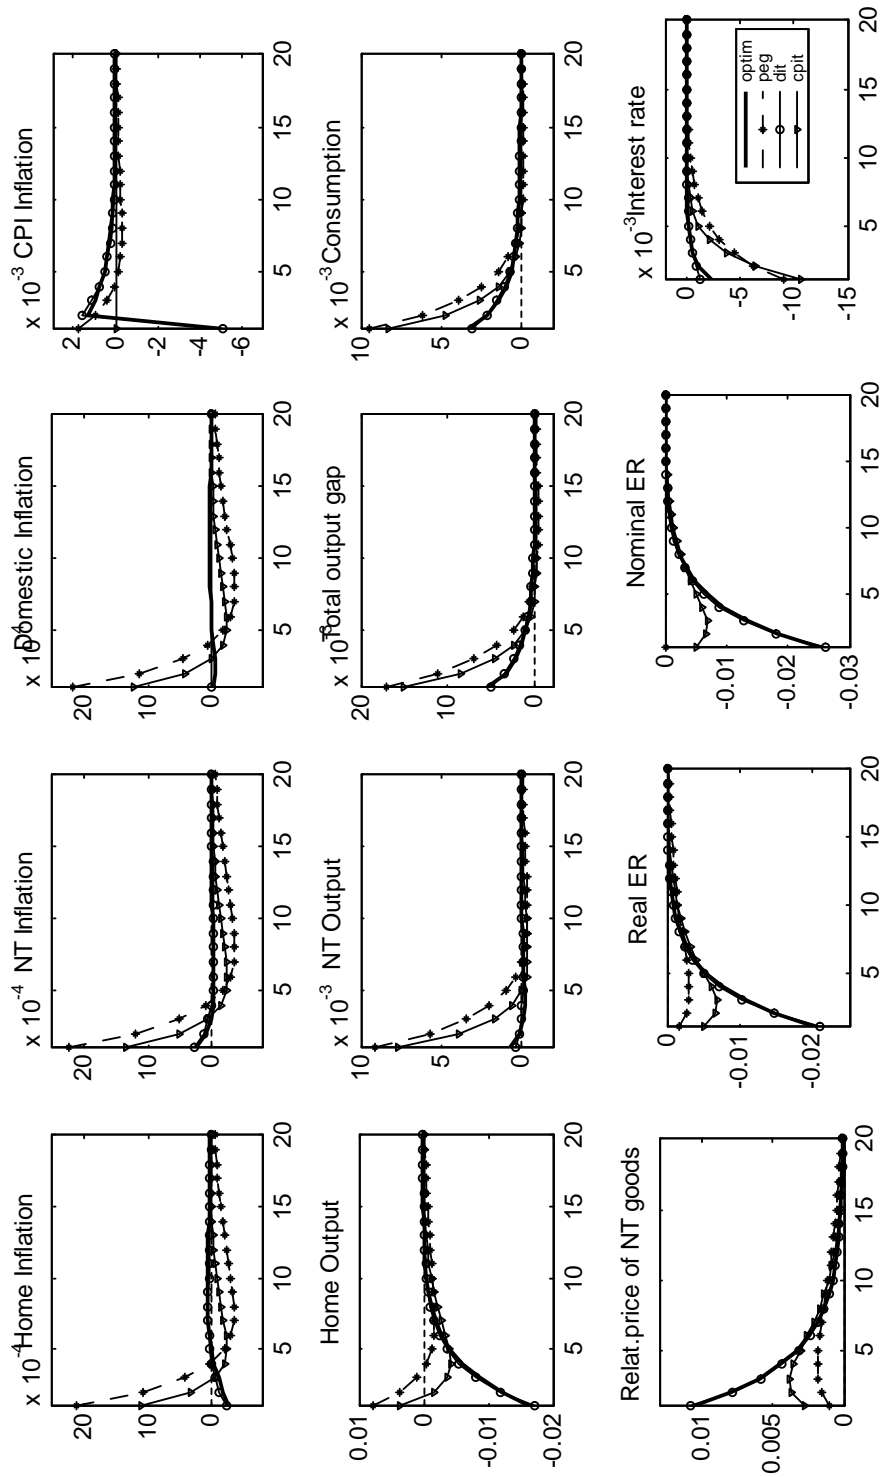 x 10-4 Home Inflation
20
10
0
5 10 15 20
x 10-4 NT Inflation
20
10
0
5 10 15 20
x 10-4 Domestic Inflation
20
10
0
5 10 15 20
x 10-3 CPI Inflation
2
0
-2
-4
-6
5 10 15 20
Home Output
0.01
0
-0.01
-0.02
5 10 15 20
x 10-3 NT Output
10
5
0
5 10 15 20
Total output gap
20
15
10
5
0
5 10 15 20
x 10-3 Consumption
10
5
0
5 10 15 20
Relat.price of NT goods
0.01
0.005
0
5 10 15 20
Real ER
0
-0.01
-0.02
5 10 15 20
Nominal ER
0
-0.01
-0.02
-0.03
5 10 15 20
x 10-3 Interest rate
0
-5
-10
-15
5 10 15 20
optim
peg
dit
cpit